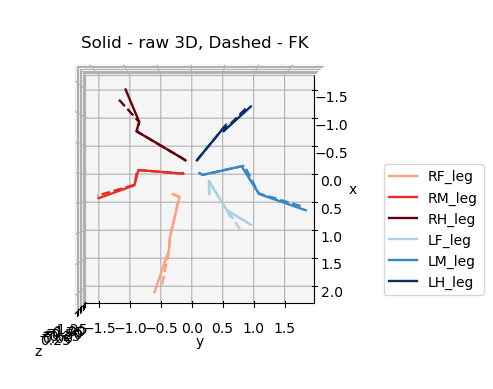 Solid - raw 3D, Dashed - FK
−1.5
−1.0
−0.5
0.0
0.5
1.0
1.5
2.0
x
RF_leg
RM_leg
RH_leg
LF_leg
LM_leg
LH_leg
−1.5 −1.0 −0.5 0.0 0.5 1.0 1.5
y
z